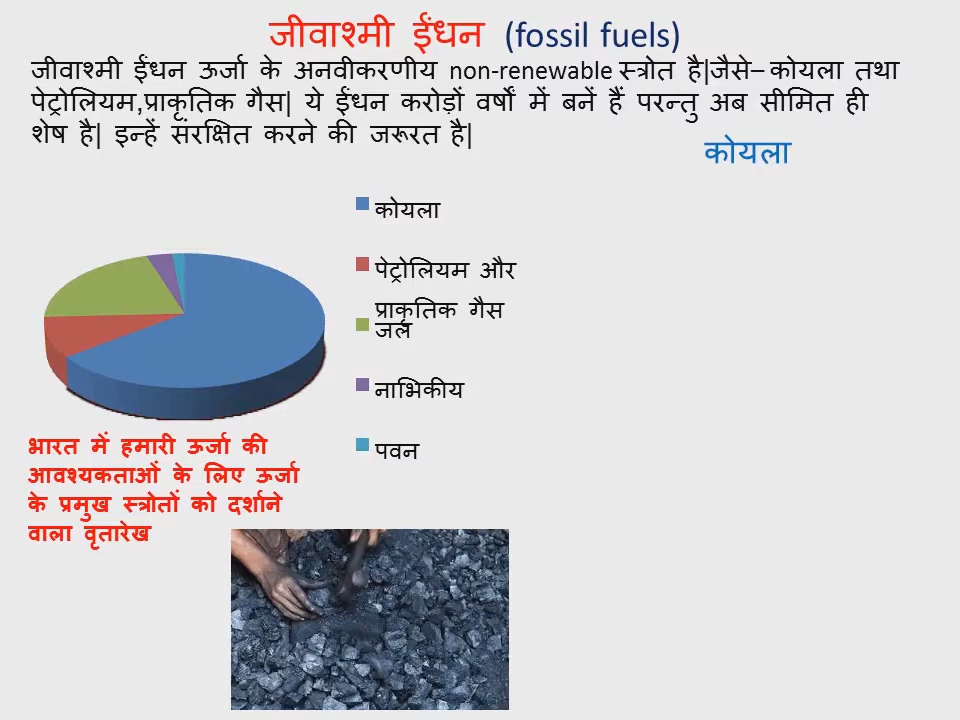 जीवाश्मी ईंधन (fossil fuels)
जीवाश्मी ईंधन ऊर्जा के अनवीकरणीय non-renewable स्त्रोत है|जैसे– कोयला तथा
पेट्रोलियम,प्राकृतिक गैस| ये ईंधन करोड़ों वर्षों में बनें हैं परन्तु अब सीमित ही
शेष है| इन्हें संरक्षित करने की जरूरत है|
कोयला
कोयला
पेट्रोलियम और
प्राकृतिक गैस
जल
नाभिकीय
पवन
भारत में हमारी ऊर्जा की
आवश्यकताओं के लिए ऊर्जा
के प्रमुख स्त्रोतों को दर्शाने
वाला वृतारेख